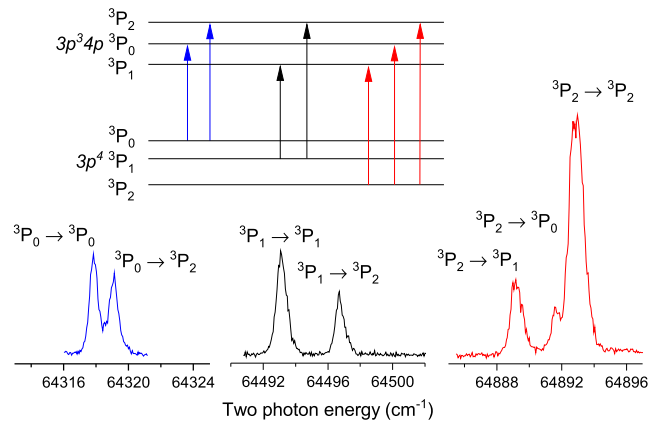 ³P₂
3p³4p ³P₀
³P₁
³P₀
3p⁴ ³P₁
³P₂
³P₂ → ³P₂
³P₀ → ³P₀
³P₀ → ³P₂
³P₁ → ³P₁
³P₁ → ³P₂
³P₂ → ³P₀
³P₂ → ³P₁
64316 64320 64324
64492 64496 64500
64888 64892 64896
Two photon energy (cm⁻¹)